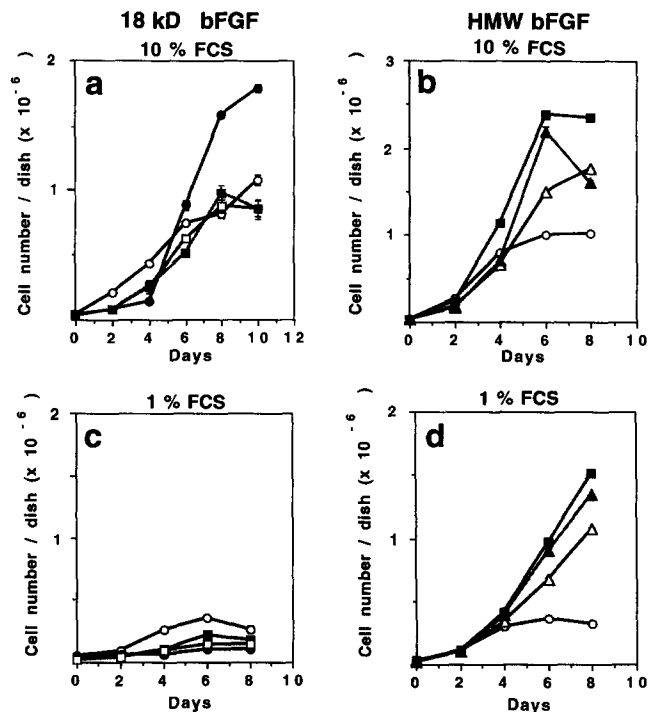 18 kD bFGF
10 % FCS
a
Cell number / dish (x 10 -6 )
2
1
0 2 4 6 8 10 12
Days
HMW bFGF
10 % FCS
b
Cell number / dish (x 10 -6 )
3
2
1
0 2 4 6 8 10
Days
1 % FCS
c
Cell number / dish (x 10 -6 )
2
1
0 2 4 6 8 10
Days
1 % FCS
d
Cell number / dish (x 10 -6 )
2
1
0 2 4 6 8 10
Days